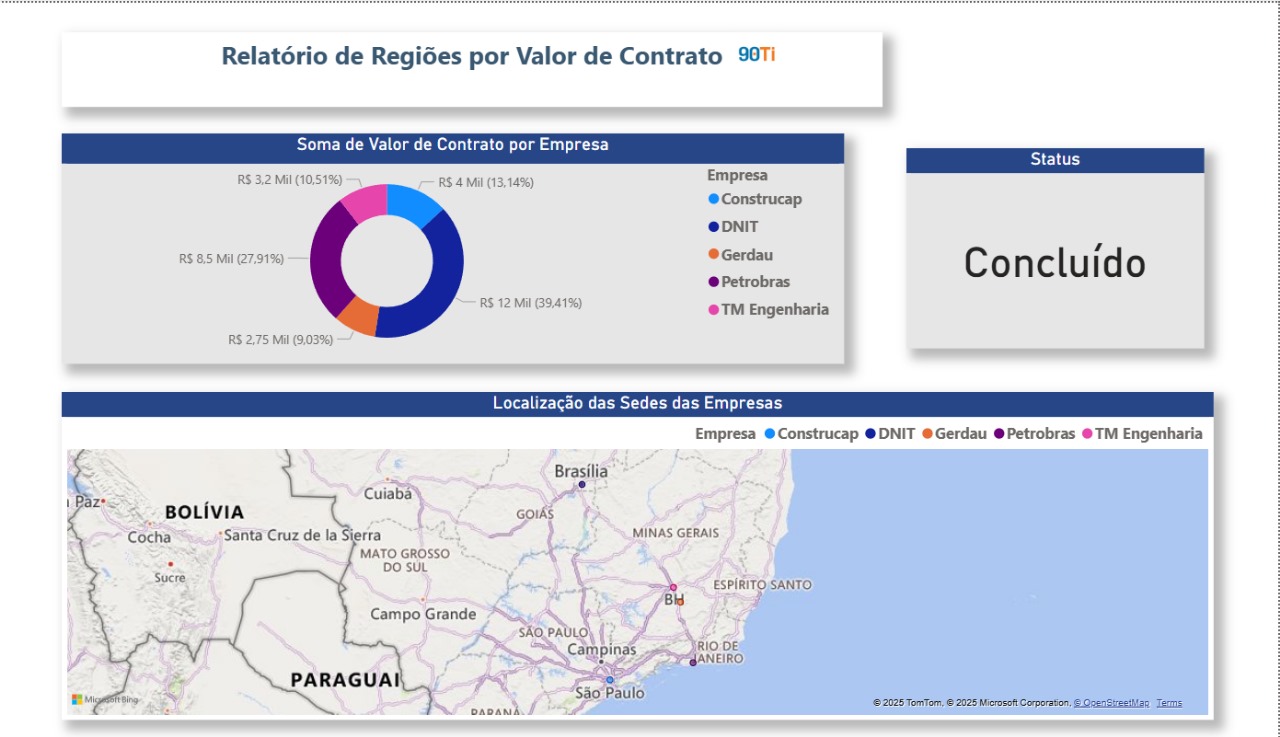 Relatório de Regiões por Valor de Contrato 90Ti
Soma de Valor de Contrato por Empresa
R$ 3,2 Mil (10,51%)
R$ 4 Mil (13,14%)
R$ 8,5 Mil (27,91%)
R$ 12 Mil (39,41%)
R$ 2,75 Mil (9,03%)
Empresa
Construcap
DNIT
Gerdau
Petrobras
TM Engenharia
Status
Concluído
Localização das Sedes das Empresas
Empresa Construcap DNIT Gerdau Petrobras TM Engenharia
Brasília
Cuiabá
Paz
BOLÍVIA
GOIÁS
Cocha
Santa Cruz de la Sierra
MINAS GERAIS
MATO GROSSO
DO SUL
Sucre
ESPÍRITO SANTO
BH
Campo Grande
SÃO PAULO
Campinas
RIO DE
JANEIRO
PARAGUAI
São Paulo
PARANÁ
Microsoft Bing
© 2025 TomTom, © 2025 Microsoft Corporation, © OpenStreetMap Terms